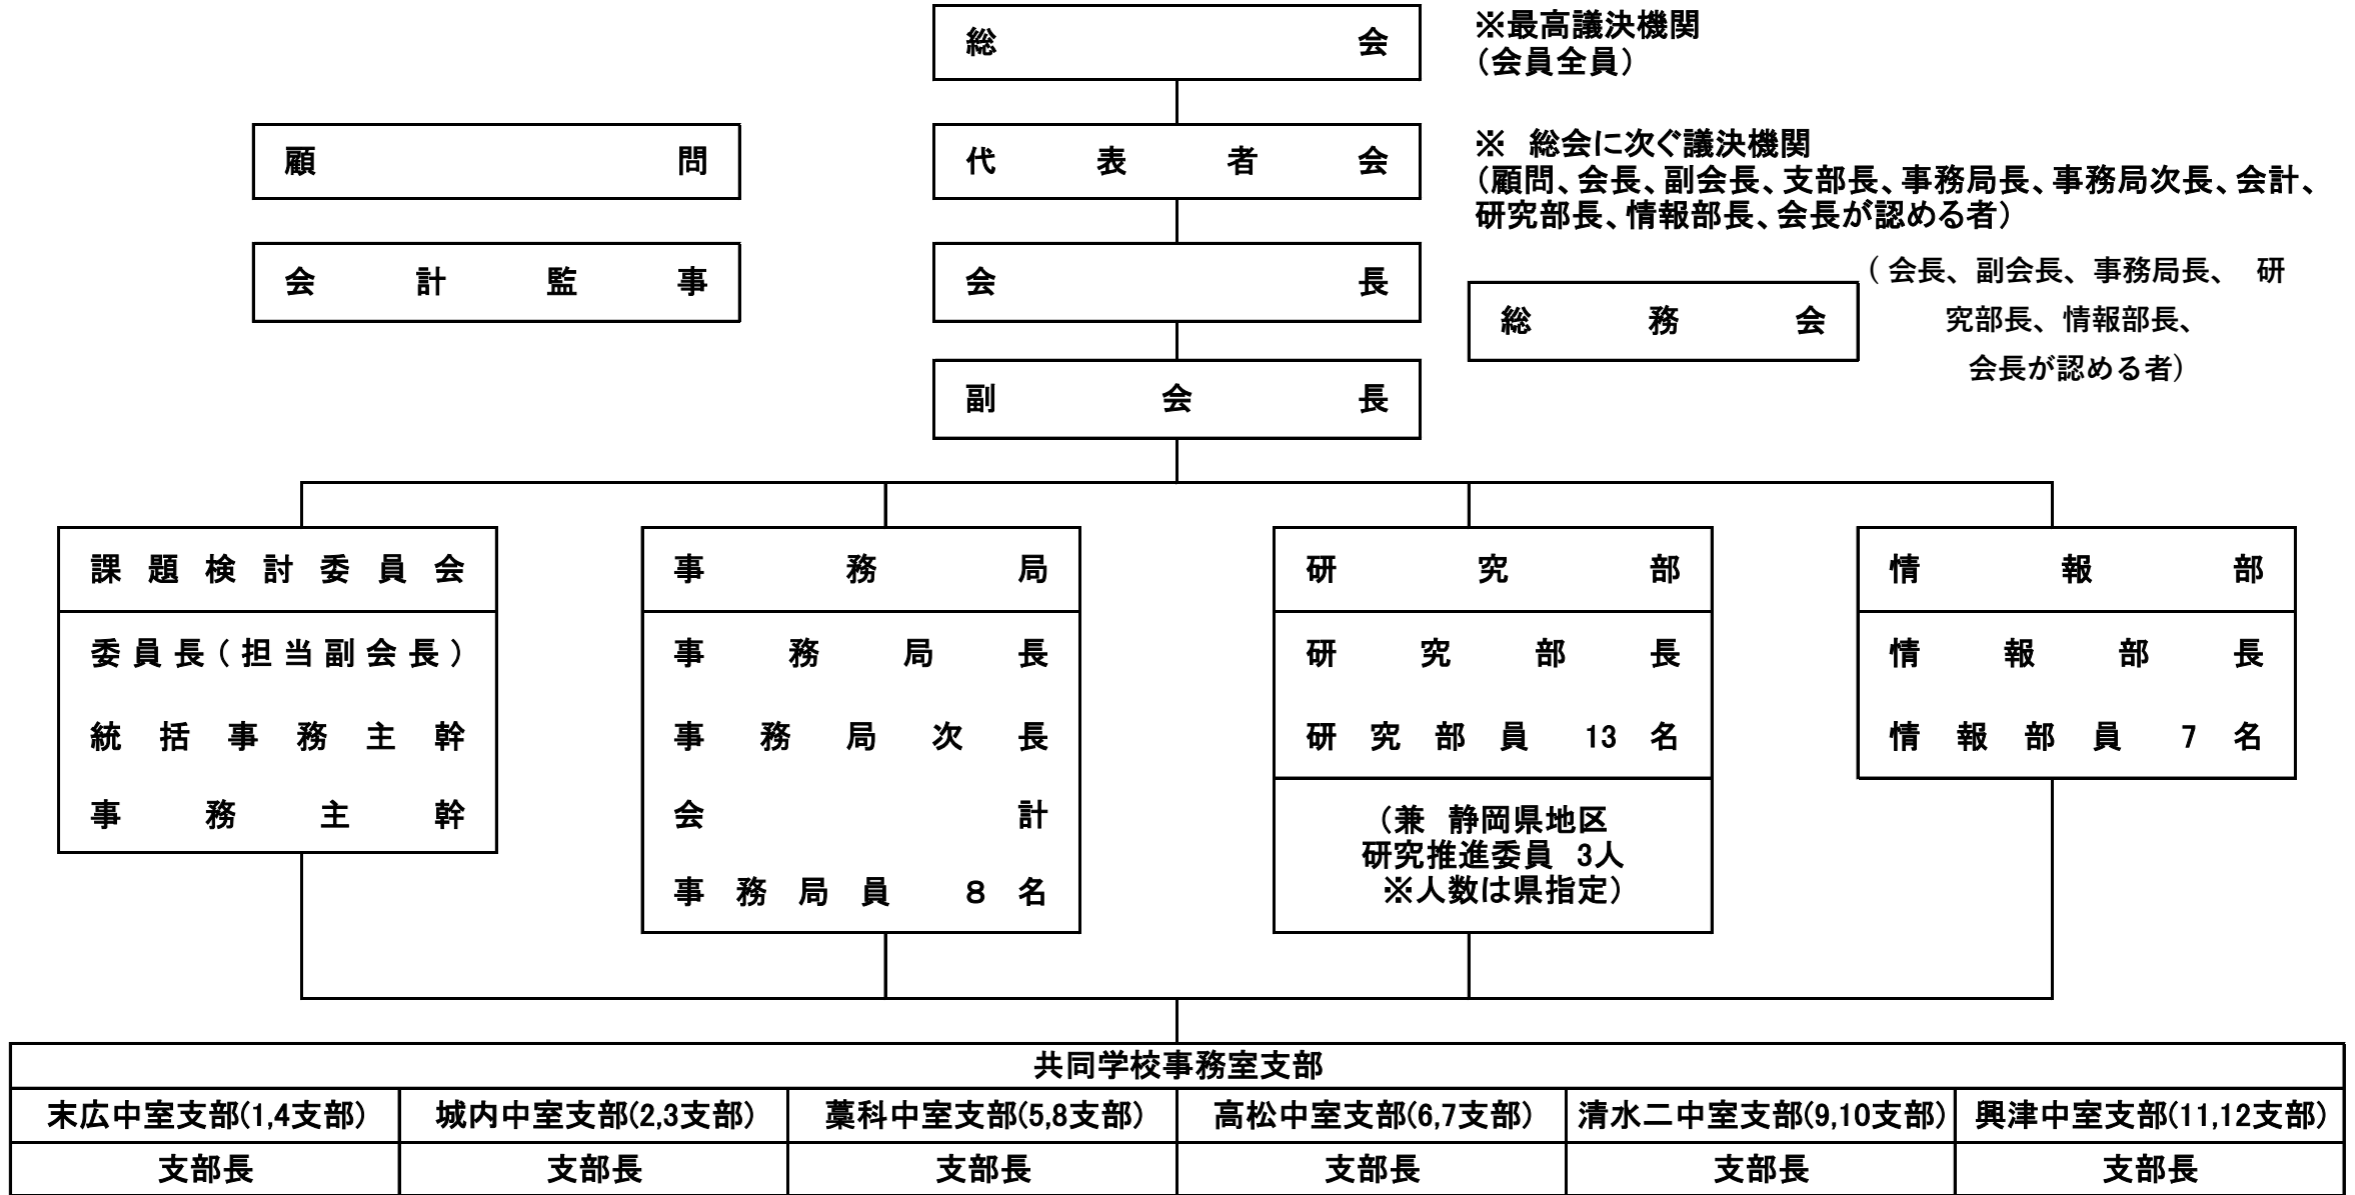 総会
※最高議決機関
（会員全員）
顧問
代表者会
※　総会に次ぐ議決機関
（顧問、会長、副会長、支部長、事務局長、事務局次長、会計、
研究部長、情報部長、会長が認める者）
会計監事
会長
総務会
（会長、副会長、事務局長、　研
究部長、情報部長、
会長が認める者）
副会長
課題検討委員会
委員長（担当副会長）
統括事務主幹
事務主幹
事務局
事務局長
事務局次長
会計
事務局員　8名
研究部
研究部長
研究部員　13名
（兼　静岡県地区
研究推進委員　3人
※人数は県指定）
情報部
情報部長
情報部員　7名
共同学校事務室支部
末広中室支部(1,4支部)
城内中室支部(2,3支部)
藁科中室支部(5,8支部)
高松中室支部(6,7支部)
清水二中室支部(9,10支部)
興津中室支部(11,12支部)
支部長
支部長
支部長
支部長
支部長
支部長